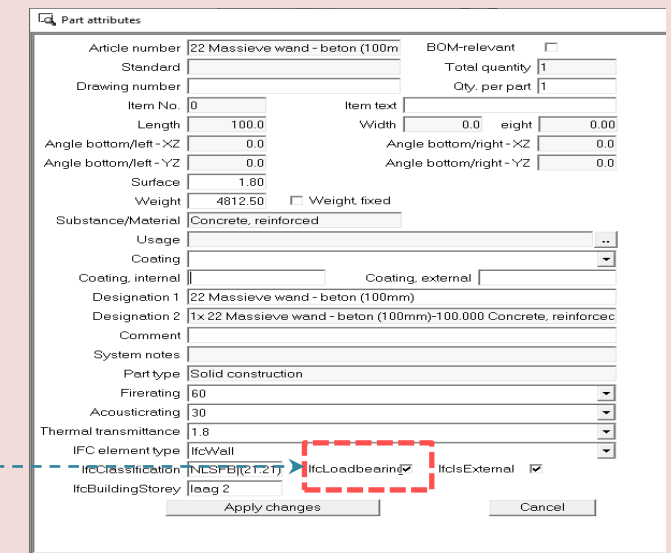 Part attributes
Article number 22 Massieve wand - beton (100m BOM-relevant
Standard Total quantity 1
Drawing number Qty. per part 1
Item No. 0 Item text
Length 100.0 Width 0.0 eight 0.00
Angle bottom/left-XZ 0.0 Angle bottom/right-XZ 0.0
Angle bottom/left-YZ 0.0 Angle bottom/right-YZ 0.0
Surface 1.80
Weight 4812.50 Weight, fixed
Substance/Material Concrete, reinforced
Usage ..
Coating
Coating, internal Coating, external
Designation 1 22 Massieve wand - beton (100mm)
Designation 2 1x 22 Massieve wand - beton (100mm)-100.000 Concrete, reinforcec
Comment
System notes
Part type Solid construction
Firerating 60
Acousticrating 30
Thermal transmittance 1.8
IFC element type IfcWall
IfcClassification NLSFB|(21.21) IfcLoadbearing IfcIsExternal
IfcBuildingStorey laag 2
Apply changes Cancel